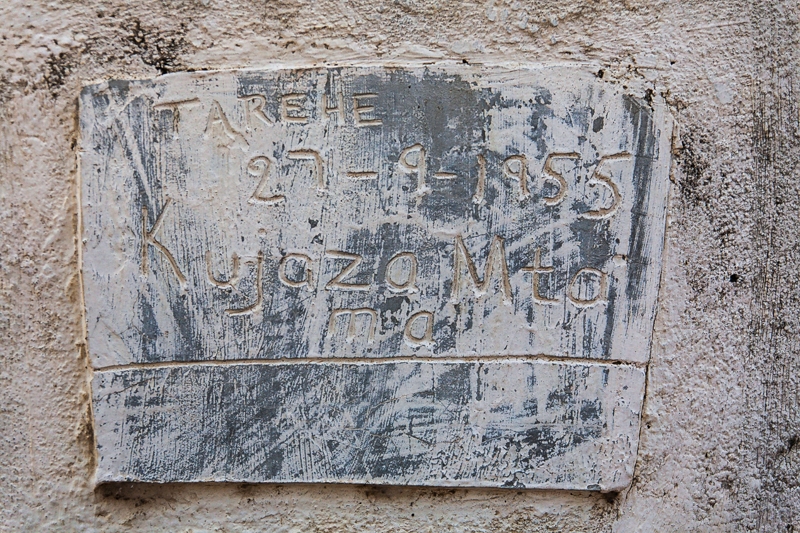 TAREHE
27-9-1955
Kujaza Mta
ma